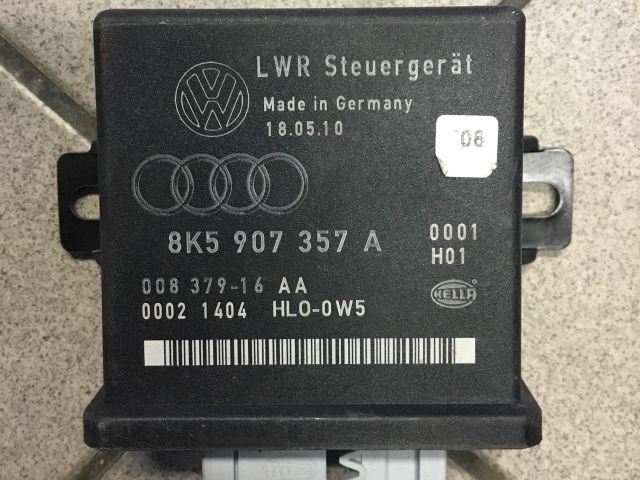 LWR Steuergerät
Made in Germany
18.05.10
08
8K5 907 357 A
0001
H01
008 379-16 AA
0002 1404 HLO-0W5
HELLA